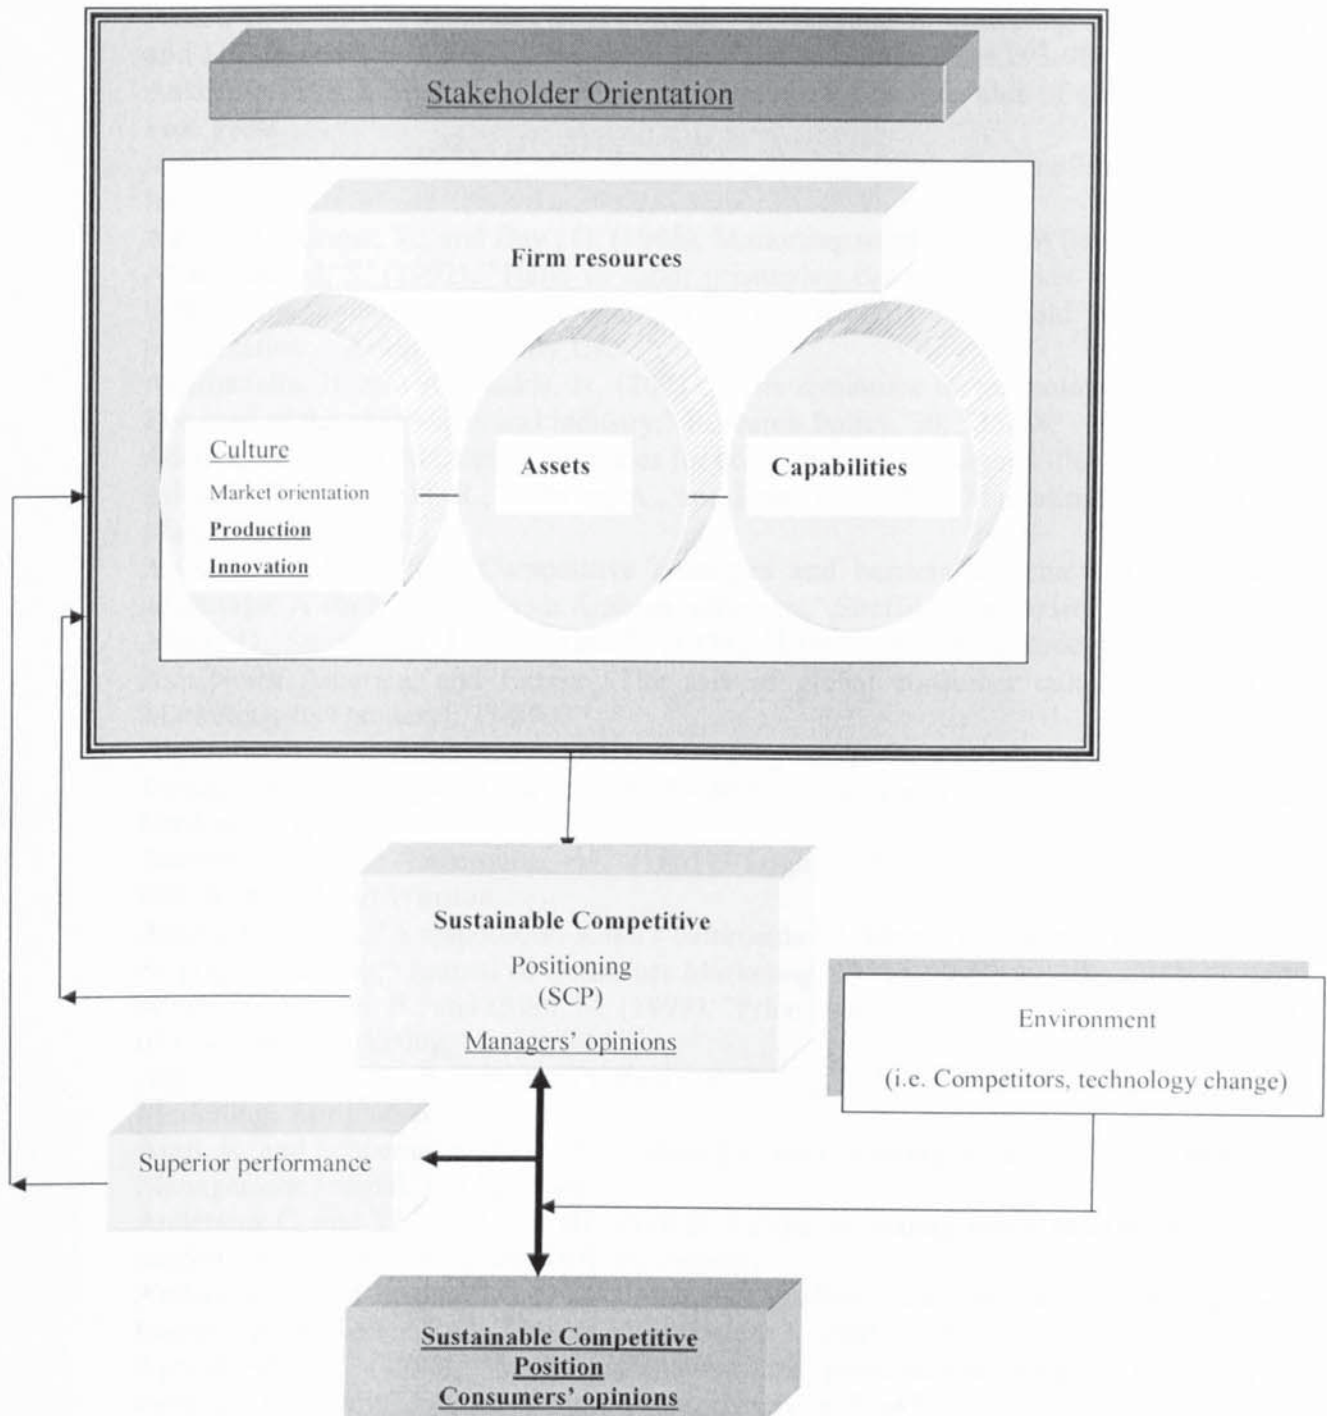 Stakeholder Orientation
Firm resources
Culture
Market orientation
Production
Innovation
Assets
Capabilities
Sustainable Competitive
Positioning
(SCP)
Managers' opinions
Environment
(i.e. Competitors, technology change)
Superior performance
Sustainable Competitive
Position
Consumers' opinions